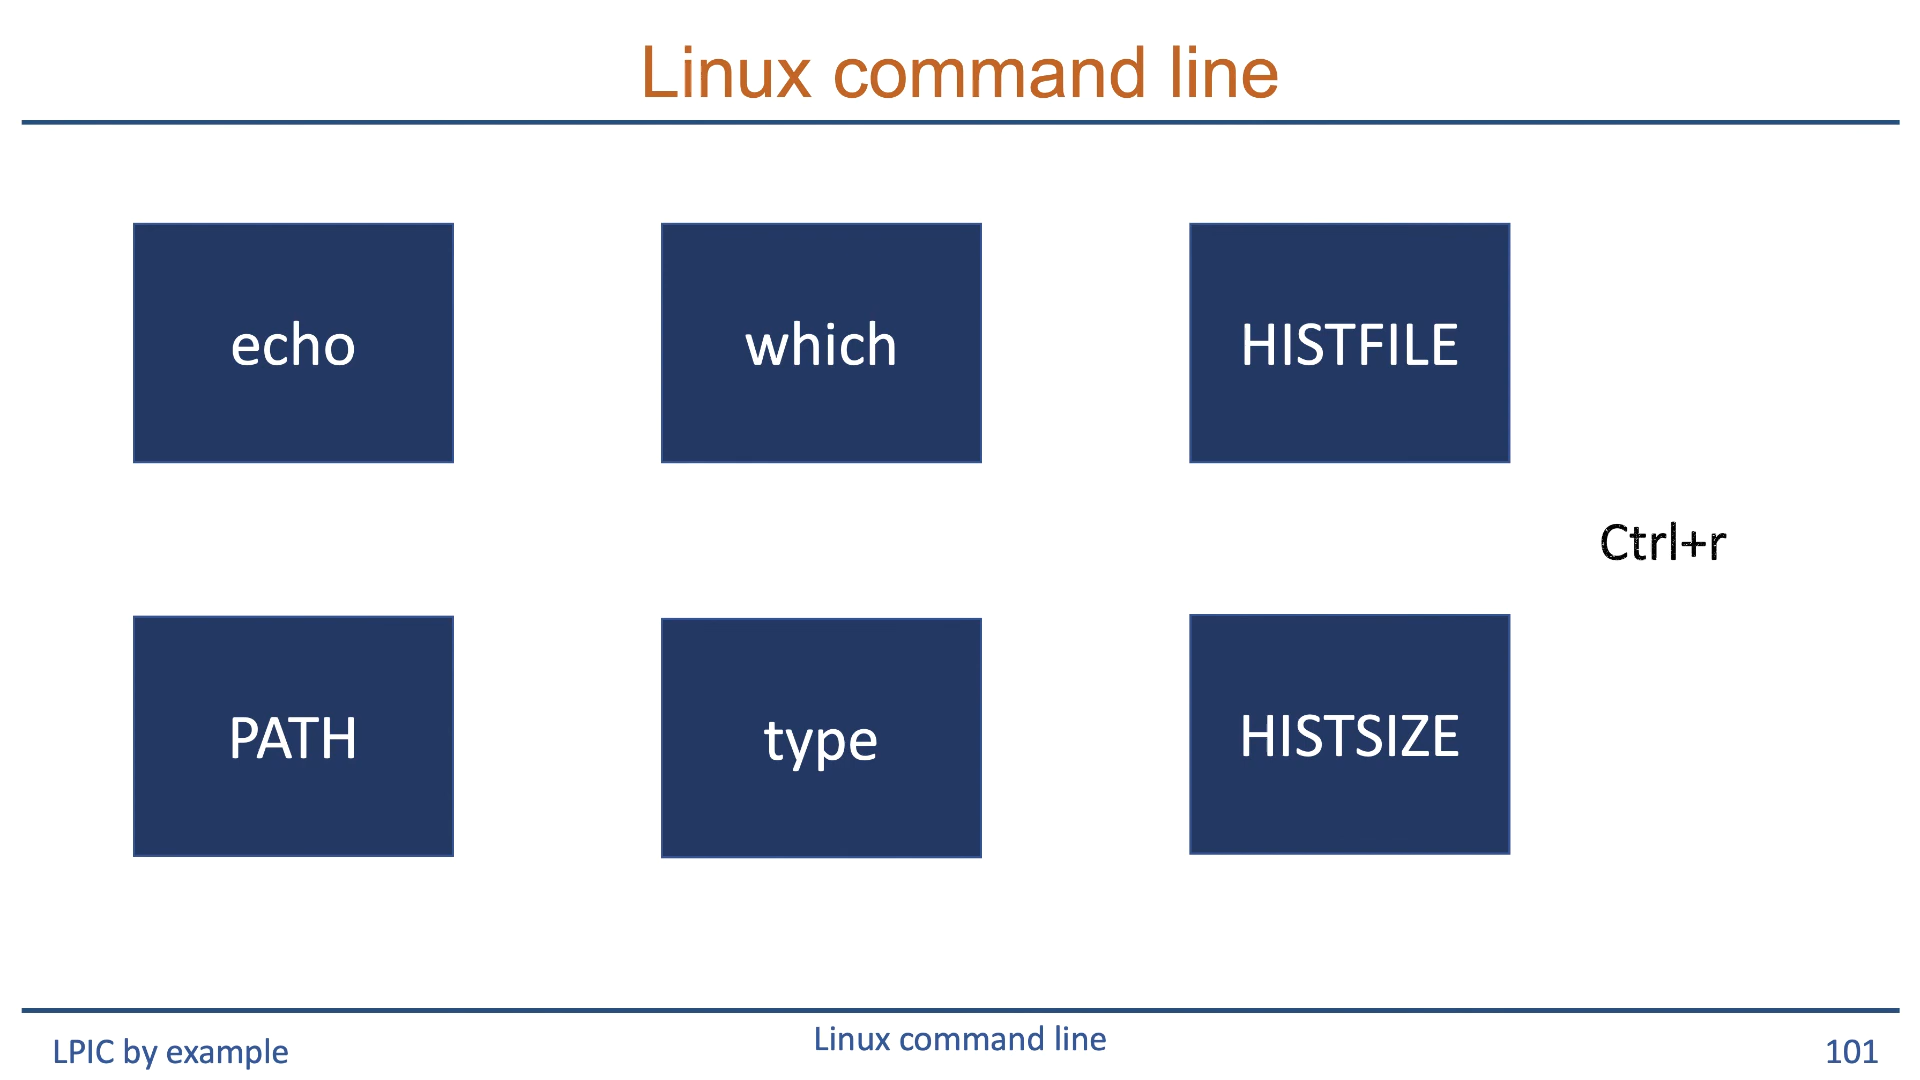 Linux command line
echo
which
HISTFILE
Ctrl+r
PATH
type
HISTSIZE
LPIC by example
Linux command line
101